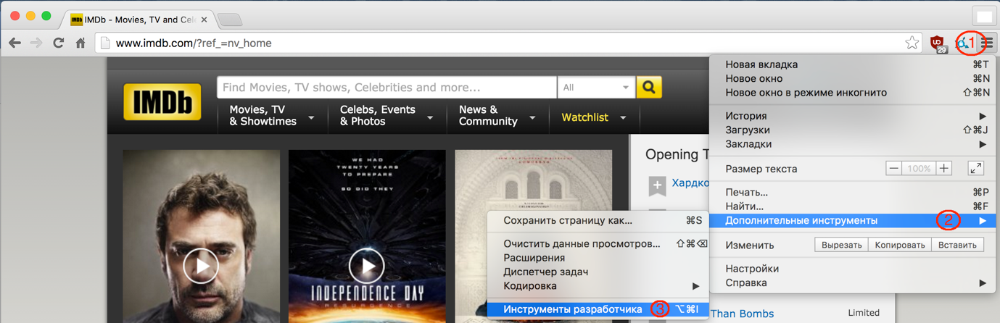 IMDb - Movies, TV and Cele
www.imdb.com/?ref_=nv_home
29
1
IMDb
Find Movies, TV shows, Celebrities and more...
All
Movies, TV
& Showtimes
Celebs, Events
& Photos
News &
Community
Watchlist
WE HAD
TWENTY YEARS
TO PREPARE
SO DID THEY
INDEPENDENCE DAY
RESURGENCE
Opening T
Хардко
Than Bombs
Limited
Новая вкладка ⌘T
Новое окно ⌘N
Новое окно в режиме инкогнито ⇧⌘N
История
Загрузки ⇧⌘J
Закладки
Размер текста − 100% +
Печать... ⌘P
Найти... ⌘F
Дополнительные инструменты 2
Изменить Вырезать Копировать Вставить
Настройки
Справка
Сохранить страницу как... ⌘S
Очистить данные просмотров... ⇧⌘⌫
Расширения
Диспетчер задач
Кодировка
Инструменты разработчика 3 ⌥⌘I